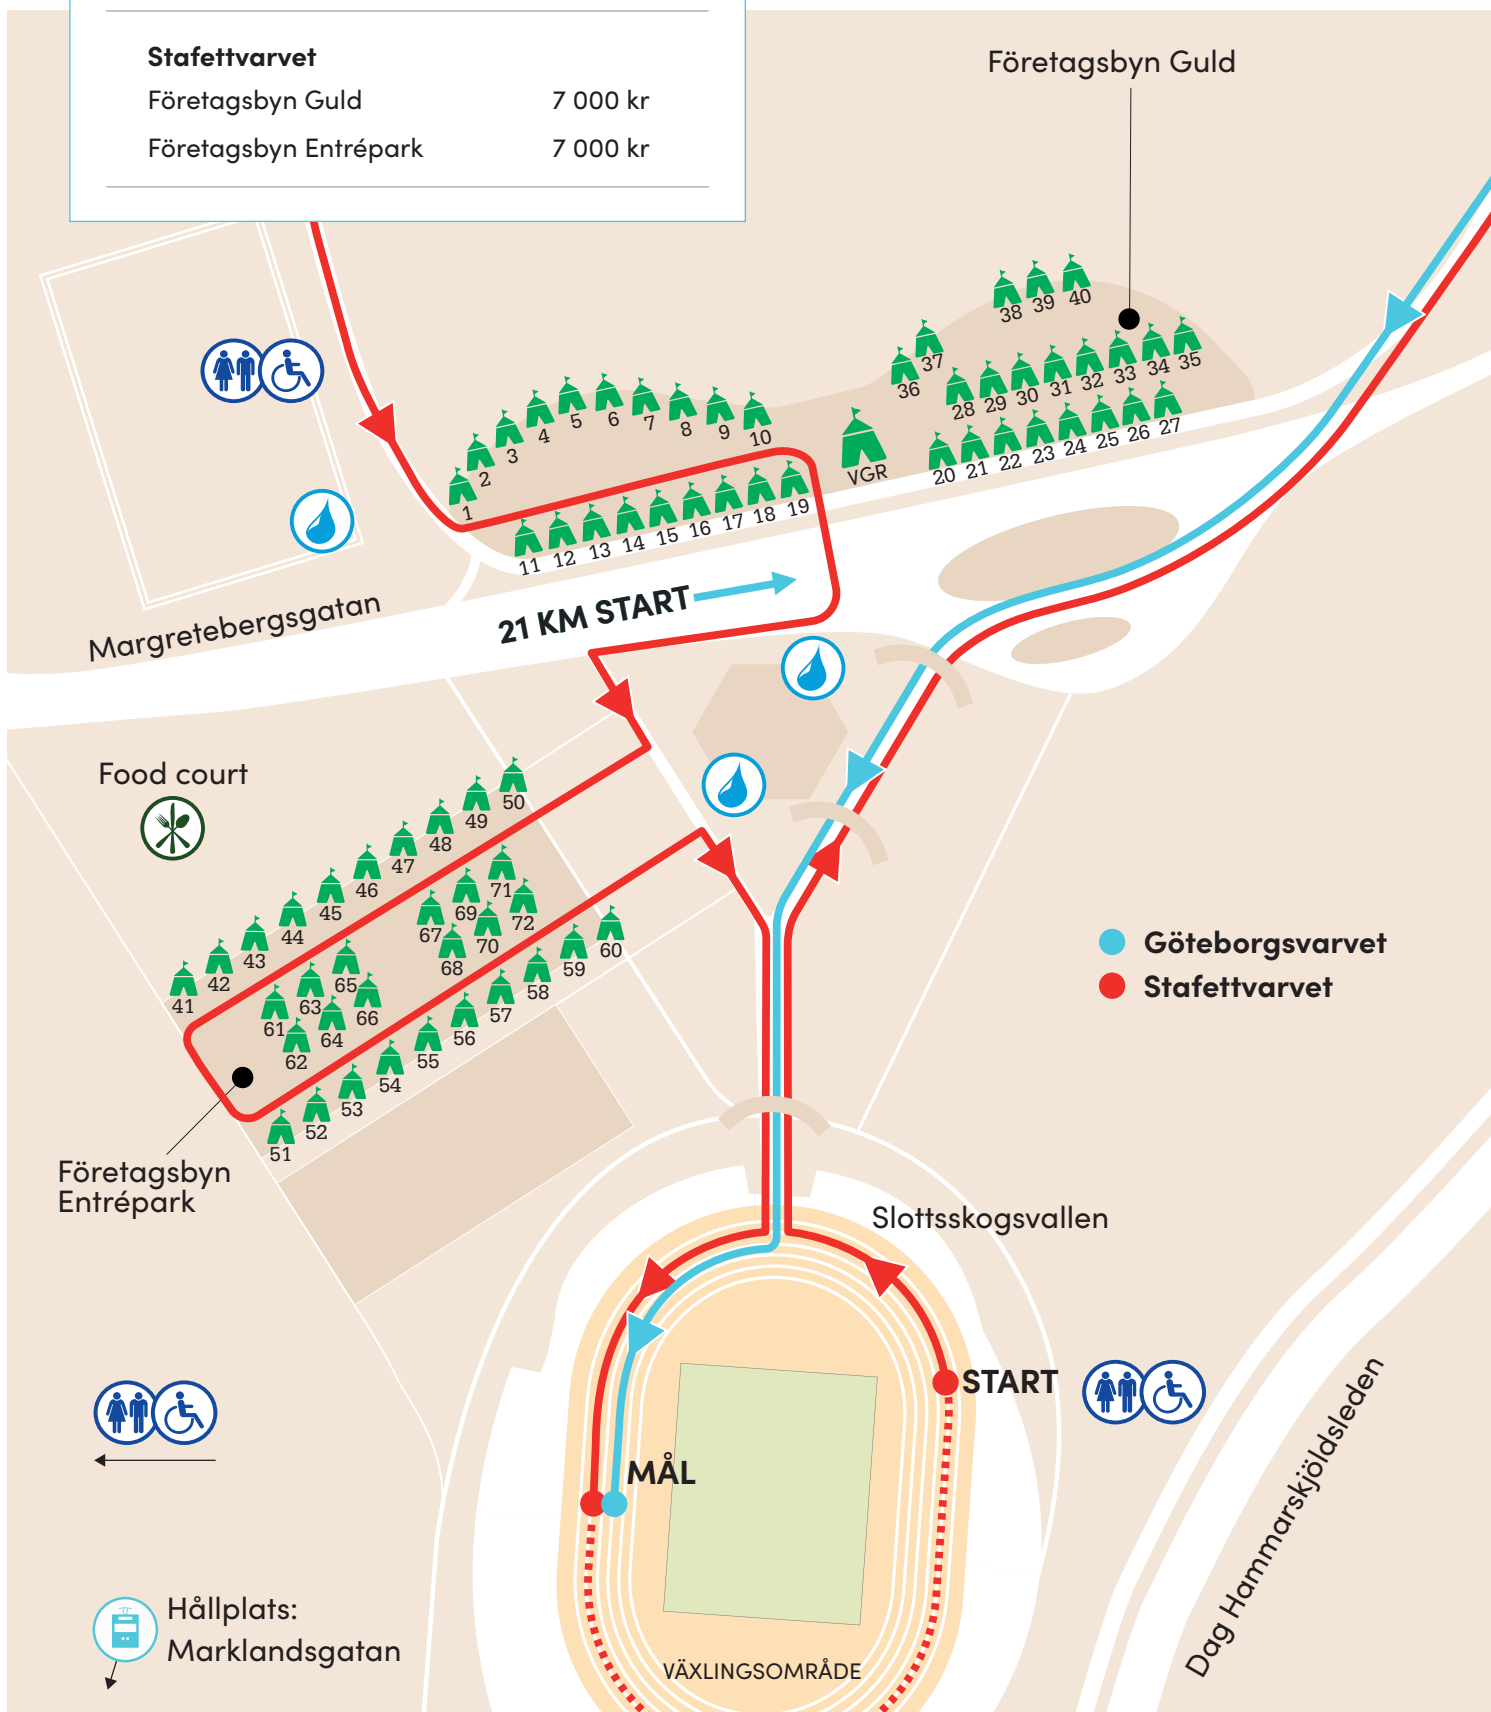 Stafettvarvet
Företagsbyn Guld 7 000 kr
Företagsbyn Entrépark 7 000 kr
Företagsbyn Guld
38 39 40
37
36
28 29 30 31 32 33 34 35
20 21 22 23 24 25 26 27
VGR
1 2 3 4 5 6 7 8 9 10
11 12 13 14 15 16 17 18 19
21 KM START
Margretebergsgatan
Food court
41 42 43 44 45 46 47 48 49 50
61 63 65 67 69 71
62 64 66 68 70 72
51 52 53 54 55 56 57 58 59 60
Företagsbyn
Entrépark
Göteborgsvarvet
Stafettvarvet
Slottsskogsvallen
START
MÅL
Dag Hammarskjöldsleden
Hållplats:
Marklandsgatan
VÄXLINGSOMRÅDE